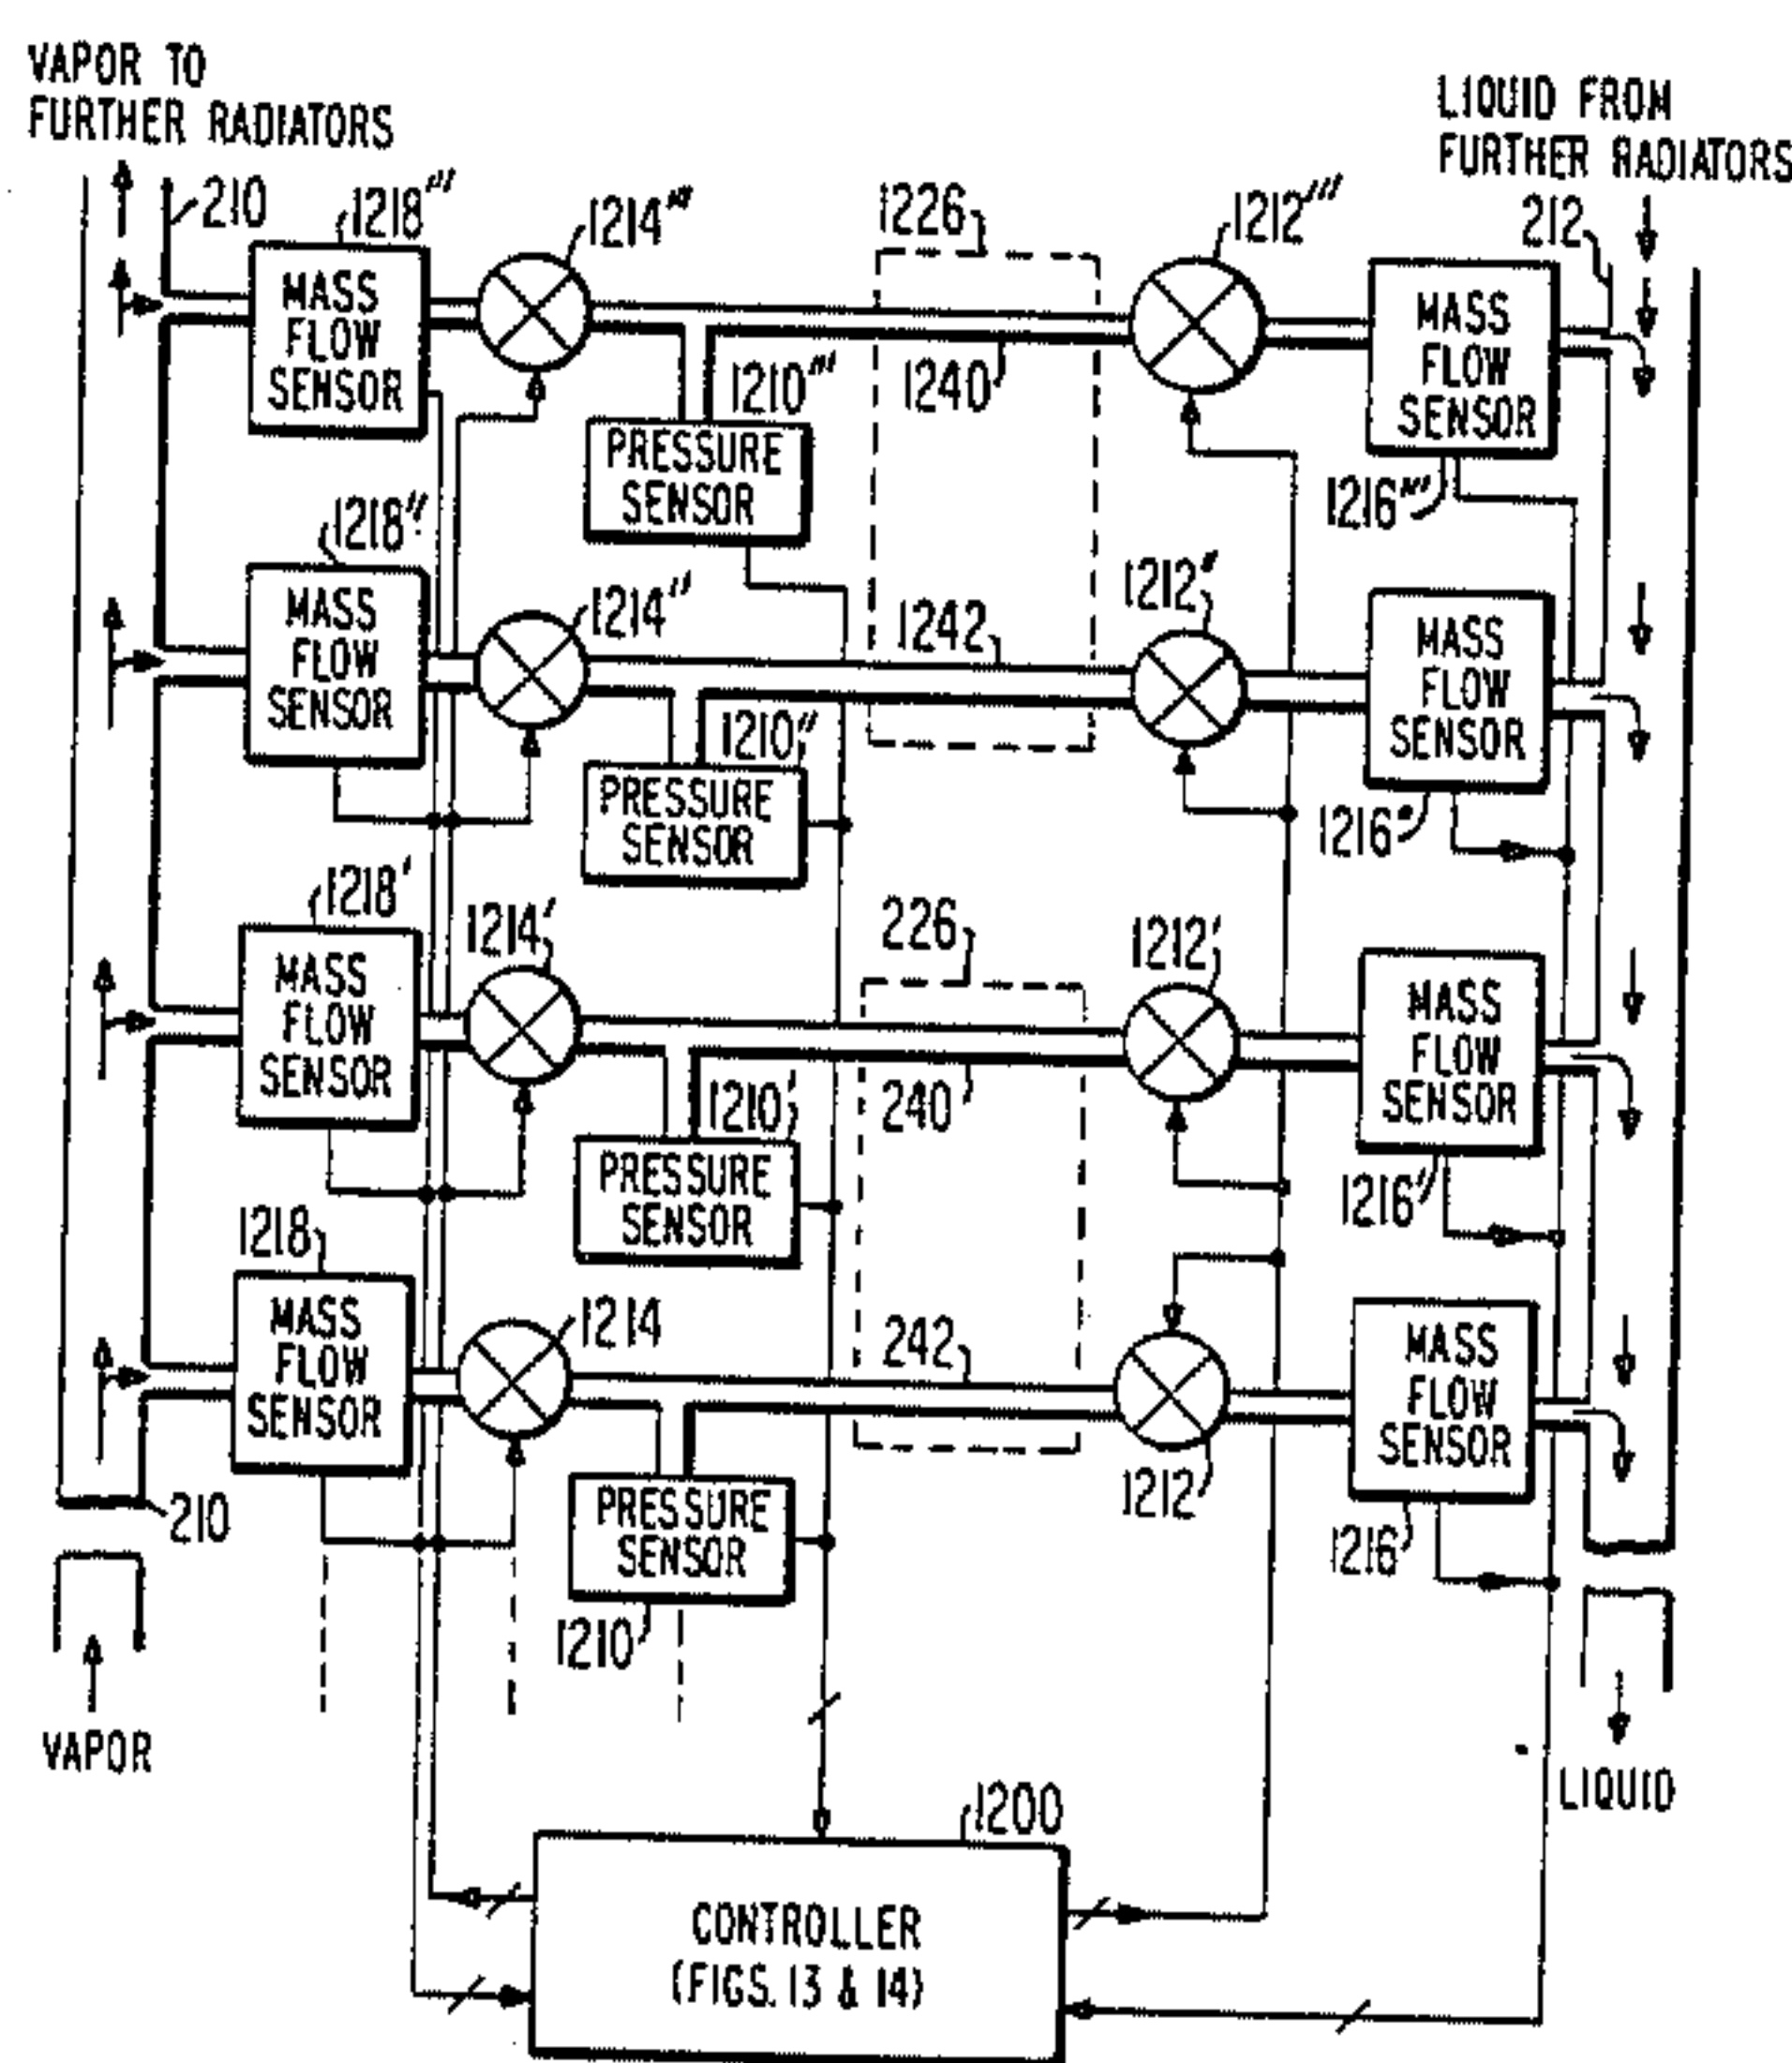 VAPOR TO
FURTHER RADIATORS
LIQUID FROM
FURTHER RADIATORS
210
1218'''
1214'''
1226
1212'''
212
MASS
FLOW
SENSOR
1210'''
1240
MASS
FLOW
SENSOR
PRESSURE
SENSOR
1216'''
1218''
1214''
1242
1212''
MASS
FLOW
SENSOR
1210''
MASS
FLOW
SENSOR
PRESSURE
SENSOR
1216"
1218'
1214'
226
1212'
MASS
FLOW
SENSOR
1210'
240
MASS
FLOW
SENSOR
PRESSURE
SENSOR
1216'
1218
1214
242
MASS
FLOW
SENSOR
MASS
FLOW
SENSOR
1212
210
PRESSURE
SENSOR
1216
1210
VAPOR
LIQUID
1200
CONTROLLER
(FIGS. 13 & 14)